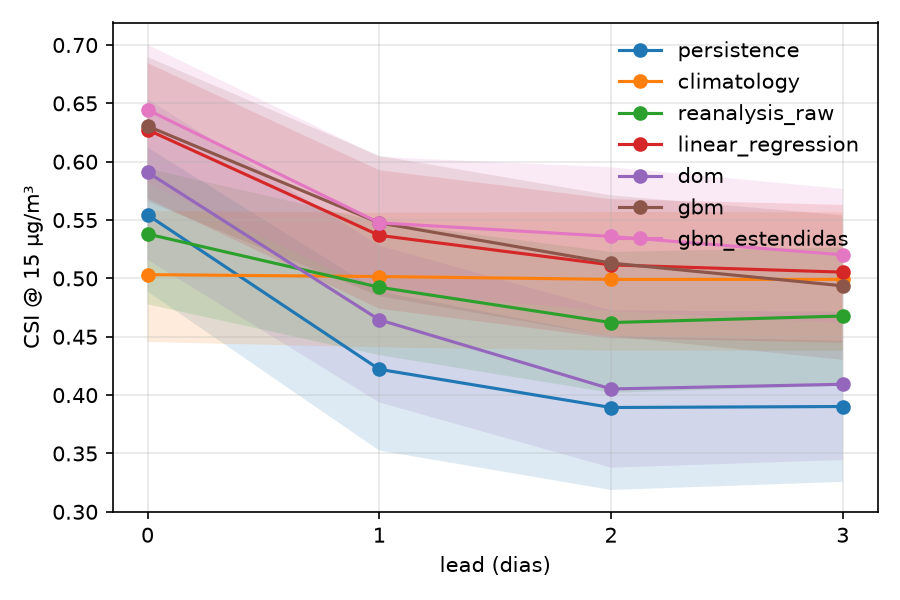 0.70
0.65
0.60
0.55
0.50
0.45
0.40
0.35
0.30
CSI @ 15 µg/m³
persistence
climatology
reanalysis_raw
linear_regression
dom
gbm
gbm_estendidas
0 1 2 3
lead (dias)